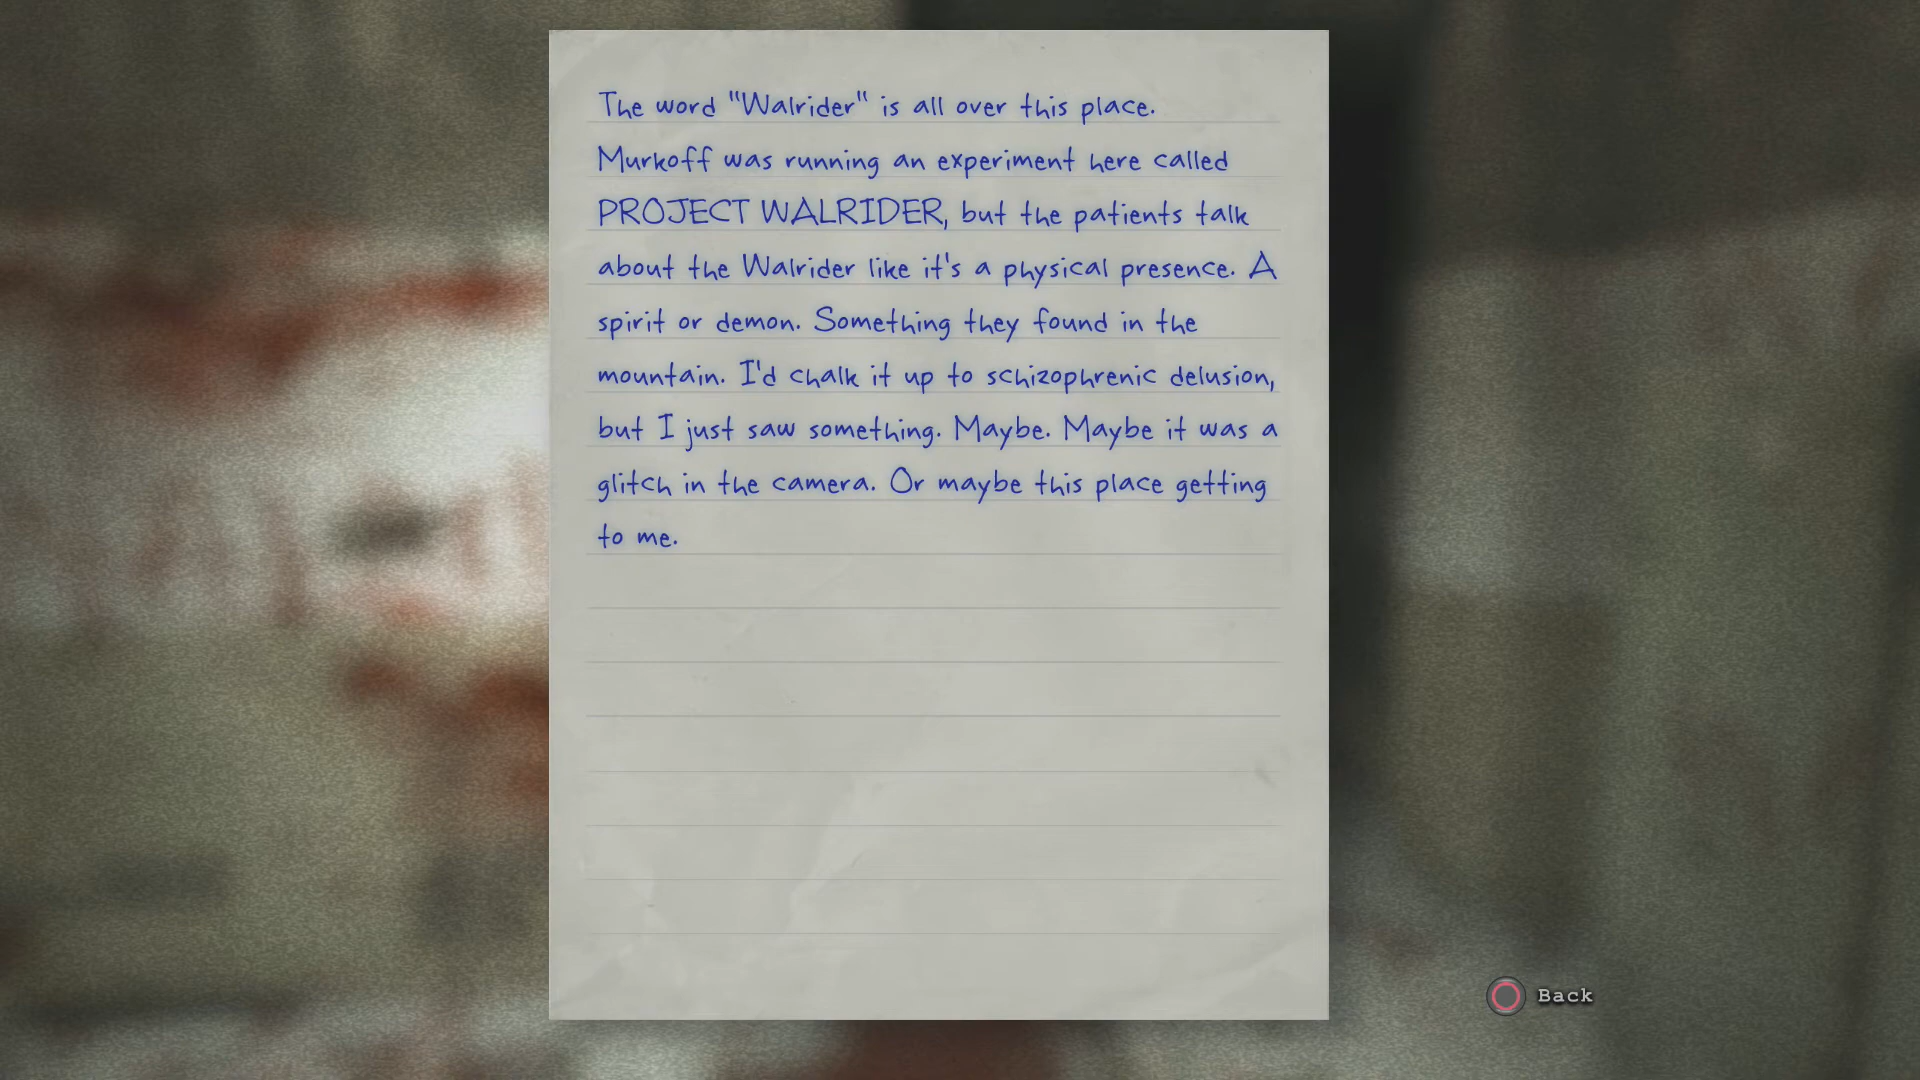 The word "Walrider" is all over this place.
Murkoff was running an experiment here called
PROJECT WALRIDER, but the patients talk
about the Walrider like it's a physical presence. A
spirit or demon. Something they found in the
mountain. I'd chalk it up to schizophrenic delusion,
but I just saw something. Maybe. Maybe it was a
glitch in the camera. Or maybe this place getting
to me.
Back